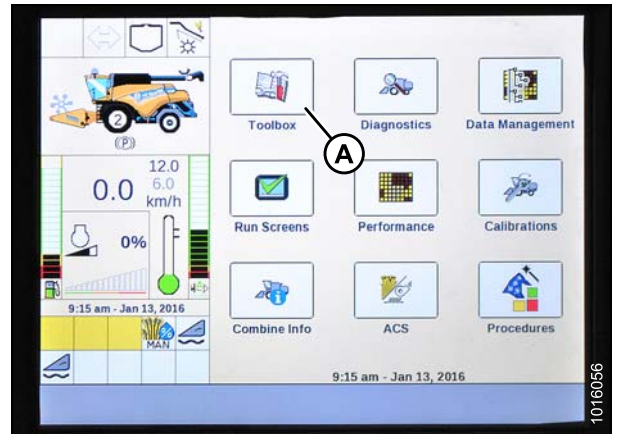 Toolbox
Diagnostics
Data Management
A
2
(P)
12.0
6.0
0.0
km/h
0%
Run Screens
Performance
Calibrations
9:15 am - Jan 13, 2016
MAN
%
Combine Info
ACS
Procedures
9:15 am - Jan 13, 2016
1016056